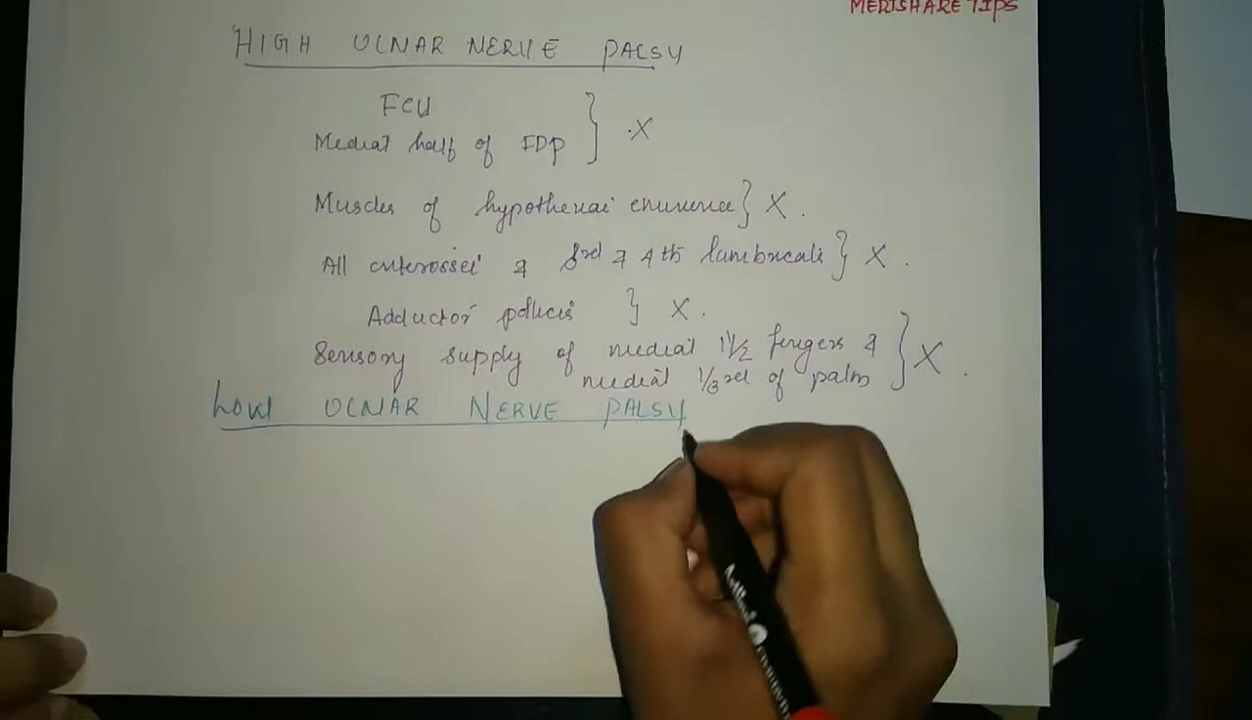 MEDISHARE TIPS
HIGH ULNAR NERVE PALSY
FCU
Medial half of FDP } X
Muscles of hypothenar eminence } X.
All interossei & 3rd & 4th lumbricals } X.
Adductor pollicis } X.
Sensory supply of medial 1½ fingers &
medial 1/3rd of palm } X.
Low ULNAR NERVE PALSY